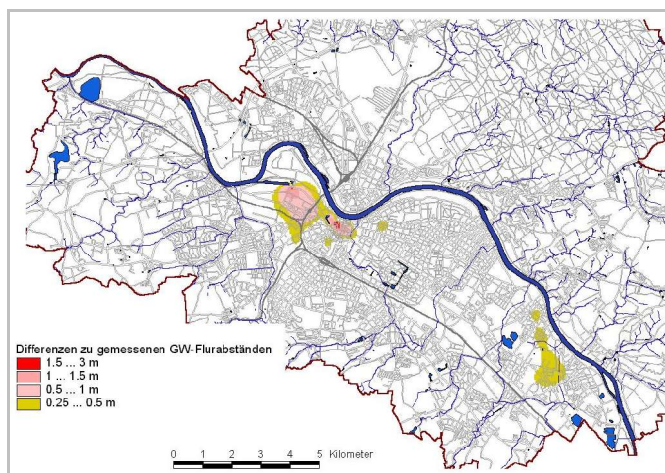 Differenzen zu gemessenen GW-Flurabständen
1.5 ... 3 m
1 ... 1.5 m
0.5 ... 1 m
0.25 ... 0.5 m
0 1 2 3 4 5 Kilometer